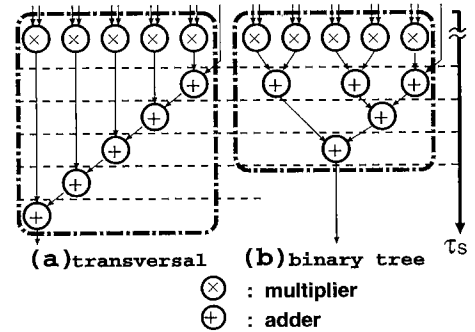 τs
(a)transversal (b)binary tree
⊗ : multiplier
⊕ : adder